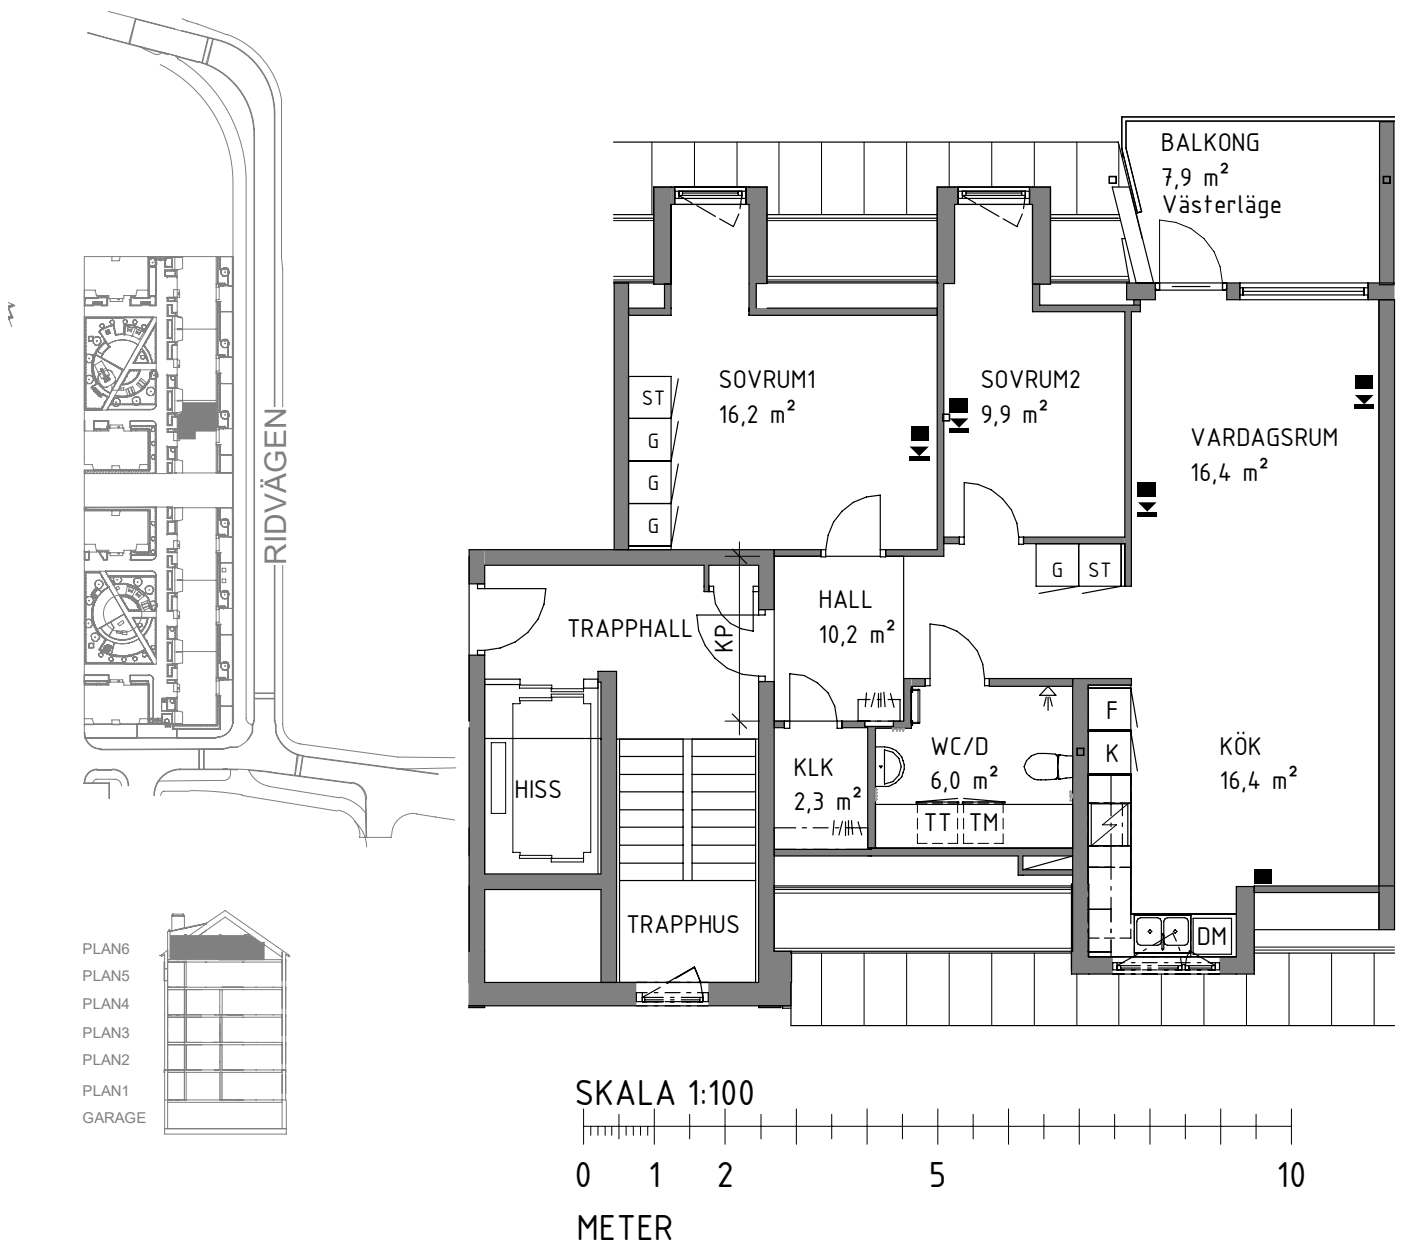 BALKONG
7,9 m²
Västerläge
SOVRUM1
16,2 m²
SOVRUM2
9,9 m²
VARDAGSRUM
16,4 m²
ST
G
G
G
G ST
HALL
10,2 m²
TRAPPHALL
KP
RIDVÄGEN
F
K
KÖK
16,4 m²
WC/D
6,0 m²
KLK
2,3 m²
TT TM
HISS
TRAPPHUS
DM
PLAN6
PLAN5
PLAN4
PLAN3
PLAN2
PLAN1
GARAGE
SKALA 1:100
0 1 2 5 10
METER